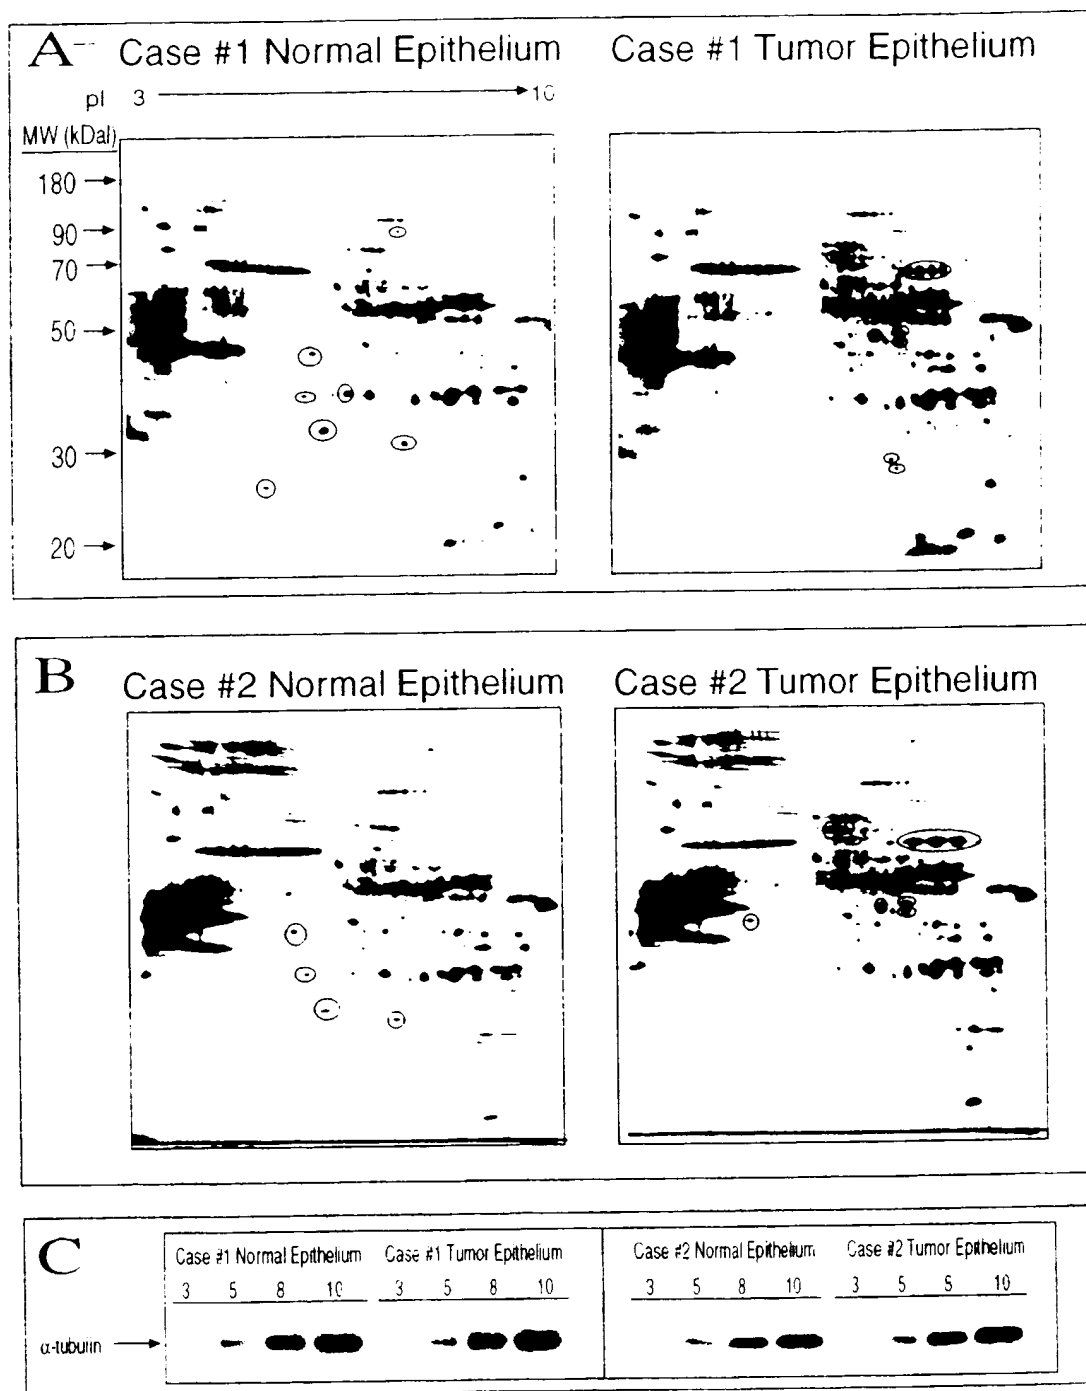 A
Case #1 Normal Epithelium
Case #1 Tumor Epithelium
pI 3 10
MW (kDal)
180
90
70
50
30
20
B
Case #2 Normal Epithelium
Case #2 Tumor Epithelium
C
Case #1 Normal Epithelium Case #1 Tumor Epithelium Case #2 Normal Epithelium Case #2 Tumor Epithelium
3 5 8 10 3 5 8 10 3 5 8 10 3 5 8 10
α-tubulin